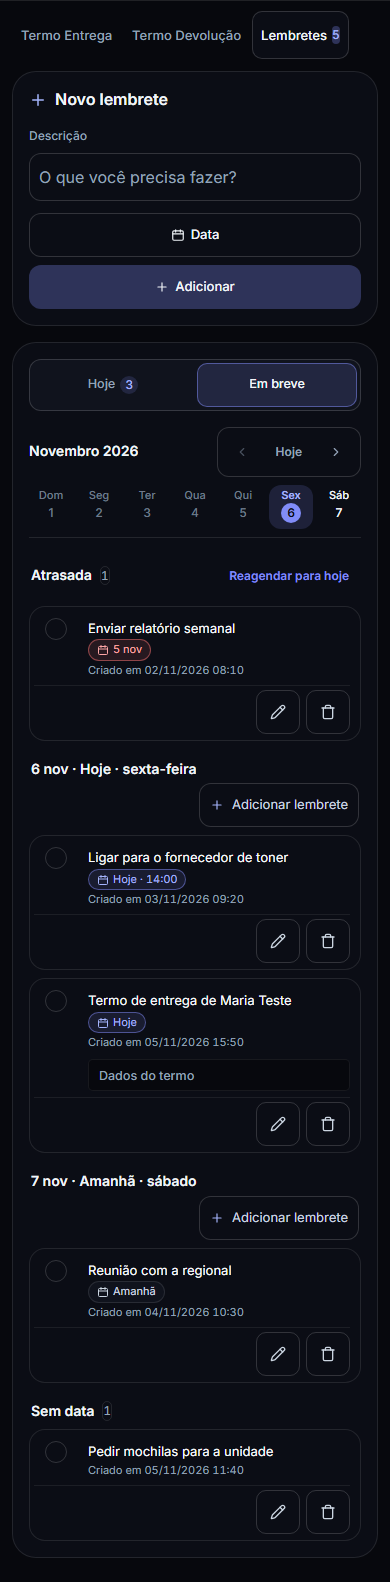 Termo Entrega Termo Devolução Lembretes 5
Novo lembrete
Descrição
O que você precisa fazer?
Data
Adicionar
Hoje 3 Em breve
Novembro 2026 Hoje
Dom Seg Ter Qua Qui Sex Sáb
1 2 3 4 5 6 7
Atrasada 1 Reagendar para hoje
Enviar relatório semanal
5 nov
Criado em 02/11/2026 08:10
6 nov · Hoje · sexta-feira
Adicionar lembrete
Ligar para o fornecedor de toner
Hoje · 14:00
Criado em 03/11/2026 09:20
Termo de entrega de Maria Teste
Hoje
Criado em 05/11/2026 15:50
Dados do termo
7 nov · Amanhã · sábado
Adicionar lembrete
Reunião com a regional
Amanhã
Criado em 04/11/2026 10:30
Sem data 1
Pedir mochilas para a unidade
Criado em 05/11/2026 11:40